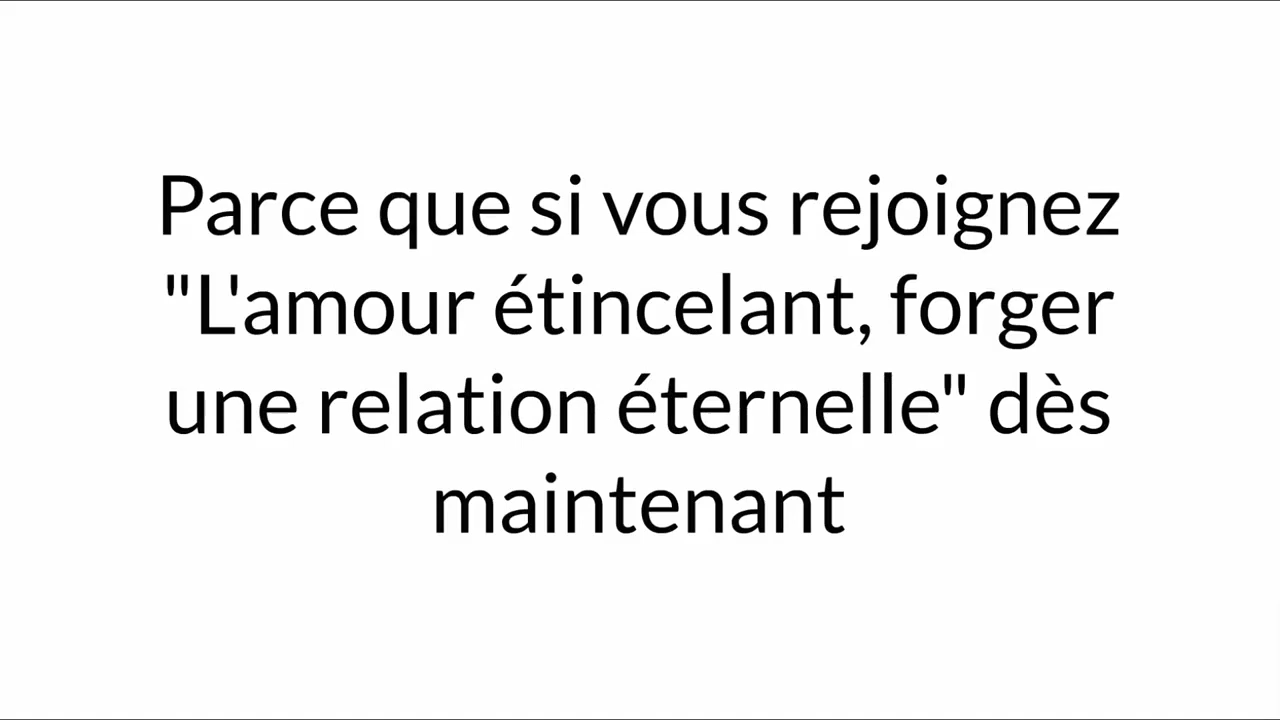 Parce que si vous rejoignez
"L'amour étincelant, forger
une relation éternelle" dès
maintenant